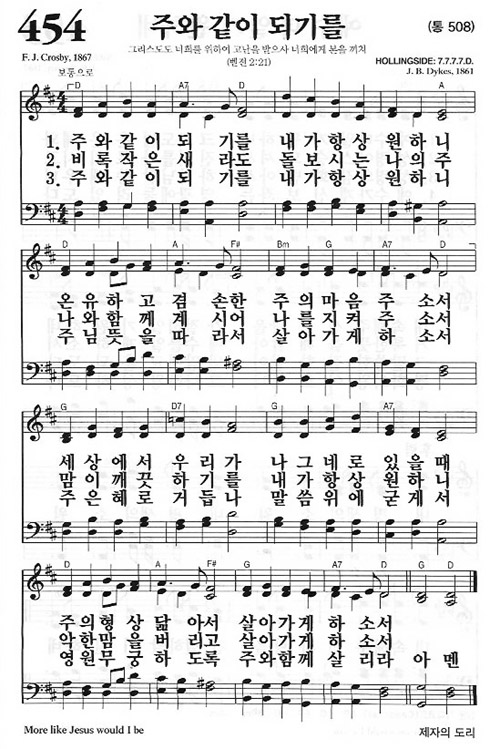 454 주와 같이 되기를 (통 508)
그리스도도 너희를 위하여 고난을 받으사 너희에게 본을 끼쳐
(벧전 2:21)
F. J. Crosby, 1867
HOLLINGSIDE: 7.7.7.7.D.
보통으로
J. B. Dykes, 1861
D A7 D A
1. 주와 같이 되 기를 내가 항상 원하니
2. 비록 작은 새 라도 돌보시는 나의 주
3. 주와 같이 되 기를 내가 항상 원하니
D A F# Bm G D A7 D
온유하고 겸 손한 주의 마음 주 소서
나와 함께 계 시어 나를 지켜 주 소서
주님 뜻을 따 라서 살아가게 하 소서
G D7 G A7 D A7
세상에서 우리가 나그네로 있을 때
맘이 깨끗하기를 내가 항상 원하니
주 은혜로 거듭나 말씀 위에 굳게 서
D A7 D G D A7 D G D
주의 형상 닮 아서 살아가게 하 소서
악한 맘을 버 리고 살아가게 하 소서
영원무궁하 도록 주와 함께 살 리라 아멘
More like Jesus would I be
제자의 도리